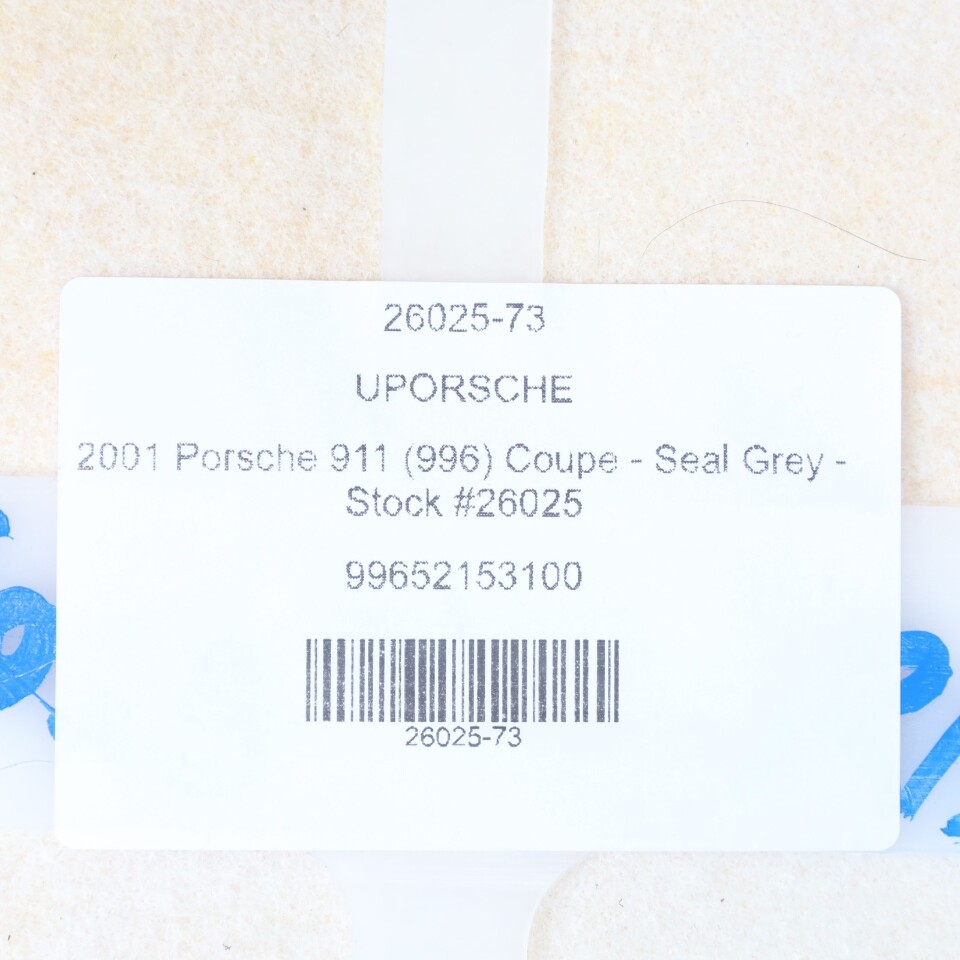 26025-73
UPORSCHE
2001 Porsche 911 (996) Coupe - Seal Grey -
Stock #26025
99652153100
26025-73